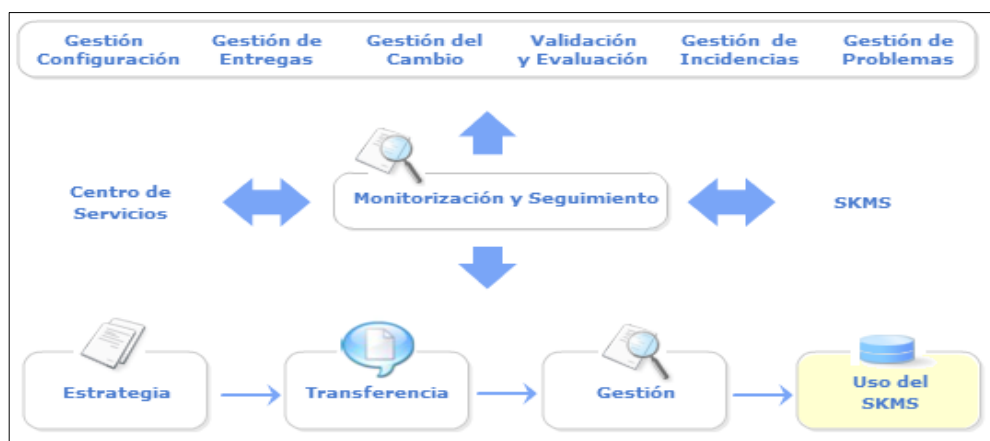 Gestión Gestión de Gestión del Validación Gestión de Gestión de
Configuración Entregas Cambio y Evaluación Incidencias Problemas
Centro de
Servicios
Monitorización y Seguimiento
SKMS
Estrategia
Transferencia
Gestión
Uso del
SKMS